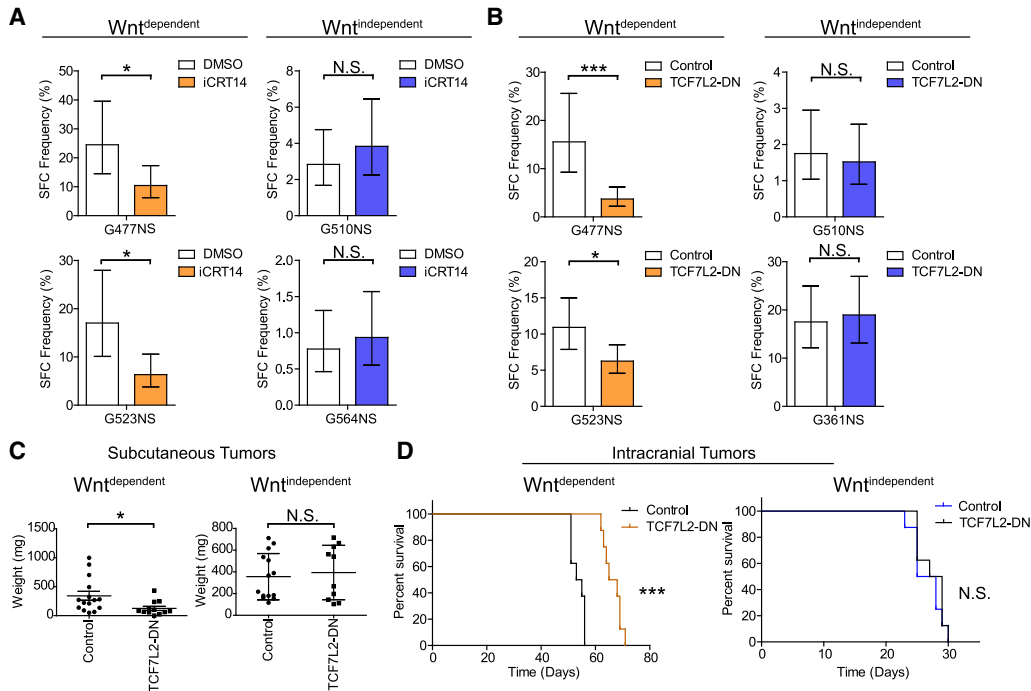 A
Wnt^dependent
Wnt^independent
SFC Frequency (%)
50
40
30
20
10
0
*
DMSO
iCRT14
G477NS
SFC Frequency (%)
8
6
4
2
0
N.S.
DMSO
iCRT14
G510NS
SFC Frequency (%)
30
20
10
0
*
DMSO
iCRT14
G523NS
SFC Frequency (%)
2.0
1.5
1.0
0.5
0.0
N.S.
DMSO
iCRT14
G564NS
B
Wnt^dependent
Wnt^independent
SFC Frequency (%)
30
20
10
0
***
Control
TCF7L2-DN
G477NS
SFC Frequency (%)
5
4
3
2
1
0
N.S.
Control
TCF7L2-DN
G510NS
SFC Frequency (%)
20
15
10
5
0
*
Control
TCF7L2-DN
G523NS
SFC Frequency (%)
40
30
20
10
0
N.S.
Control
TCF7L2-DN
G361NS
C
Subcutaneous Tumors
Wnt^dependent
Wnt^independent
Weight (mg)
1500
1000
500
0
*
Control
TCF7L2-DN
Weight (mg)
800
600
400
200
0
N.S.
Control
TCF7L2-DN
D
Intracranial Tumors
Wnt^dependent
Wnt^independent
Percent survival
100
80
60
40
20
0
0 20 40 60 80
Time (Days)
Control
TCF7L2-DN
***
Percent survival
100
80
60
40
20
0
0 10 20 30
Time (Days)
Control
TCF7L2-DN
N.S.